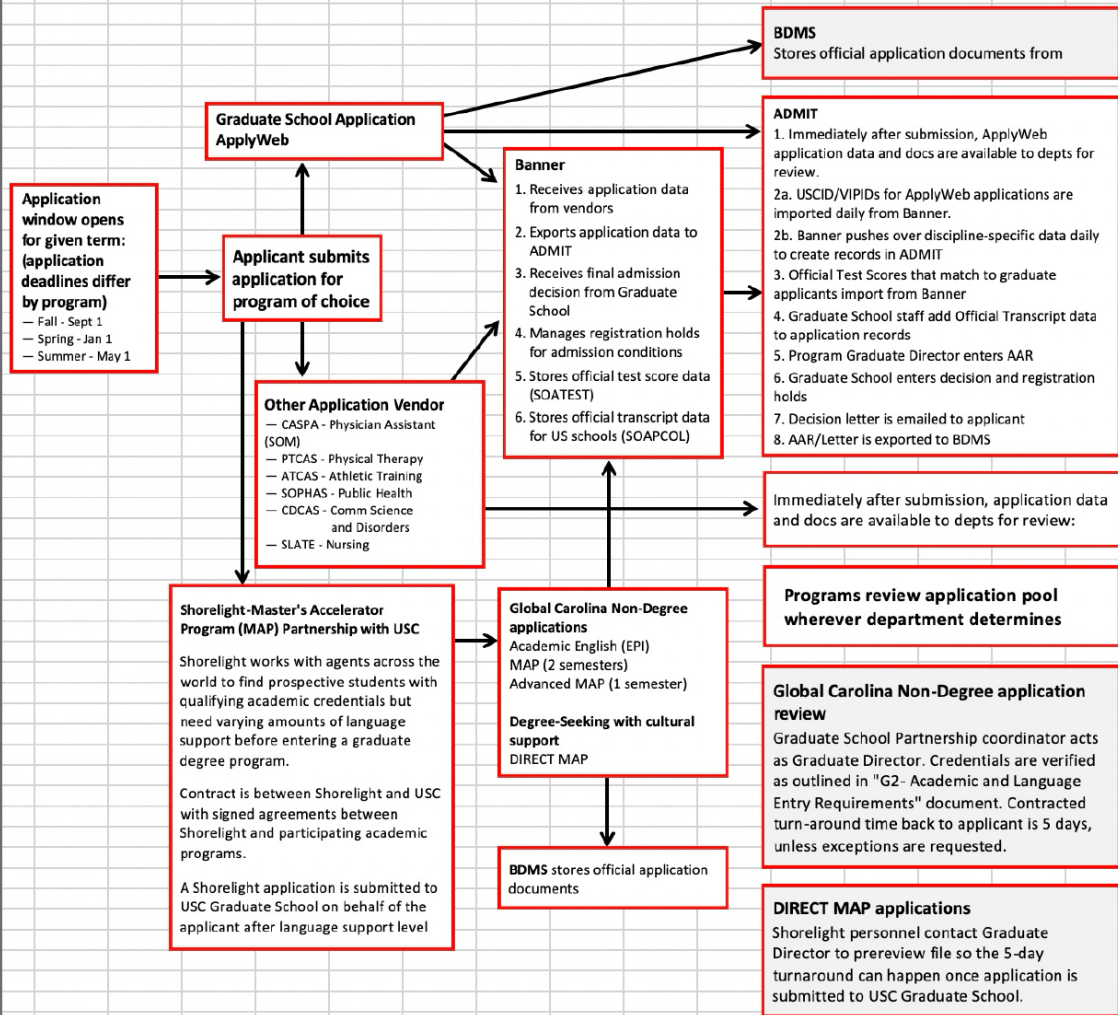 BDMS
Stores official application documents from
Graduate School Application
ApplyWeb
ADMIT
1. Immediately after submission, ApplyWeb
application data and docs are available to depts for
review.
2a. USCID/VIPIDs for ApplyWeb applications are
imported daily from Banner.
2b. Banner pushes over discipline-specific data daily
to create records in ADMIT
3. Official Test Scores that match to graduate
applicants import from Banner
4. Graduate School staff add Official Transcript data
to application records
5. Program Graduate Director enters AAR
6. Graduate School enters decision and registration
holds
7. Decision letter is emailed to applicant
8. AAR/Letter is exported to BDMS
Banner
1. Receives application data
from vendors
2. Exports application data to
ADMIT
3. Receives final admission
decision from Graduate
School
4. Manages registration holds
for admission conditions
5. Stores official test score data
(SOATEST)
6. Stores official transcript data
for US schools (SOAPCOL)
Application
window opens
for given term:
(application
deadlines differ
by program)
— Fall - Sept 1
— Spring - Jan 1
— Summer - May 1
Applicant submits
application for
program of choice
Other Application Vendor
— CASPA - Physician Assistant
(SOM)
— PTCAS - Physical Therapy
— ATCAS - Athletic Training
— SOPHAS - Public Health
— CDCAS - Comm Science
and Disorders
— SLATE - Nursing
Immediately after submission, application data
and docs are available to depts for review:
Programs review application pool
wherever department determines
Shorelight-Master's Accelerator
Program (MAP) Partnership with USC
Shorelight works with agents across the
world to find prospective students with
qualifying academic credentials but
need varying amounts of language
support before entering a graduate
degree program.
Contract is between Shorelight and USC
with signed agreements between
Shorelight and participating academic
programs.
A Shorelight application is submitted to
USC Graduate School on behalf of the
applicant after language support level
Global Carolina Non-Degree
applications
Academic English (EPI)
MAP (2 semesters)
Advanced MAP (1 semester)
Degree-Seeking with cultural
support
DIRECT MAP
BDMS stores official application
documents
Global Carolina Non-Degree application
review
Graduate School Partnership coordinator acts
as Graduate Director. Credentials are verified
as outlined in "G2- Academic and Language
Entry Requirements" document. Contracted
turn-around time back to applicant is 5 days,
unless exceptions are requested.
DIRECT MAP applications
Shorelight personnel contact Graduate
Director to prereview file so the 5-day
turnaround can happen once application is
submitted to USC Graduate School.